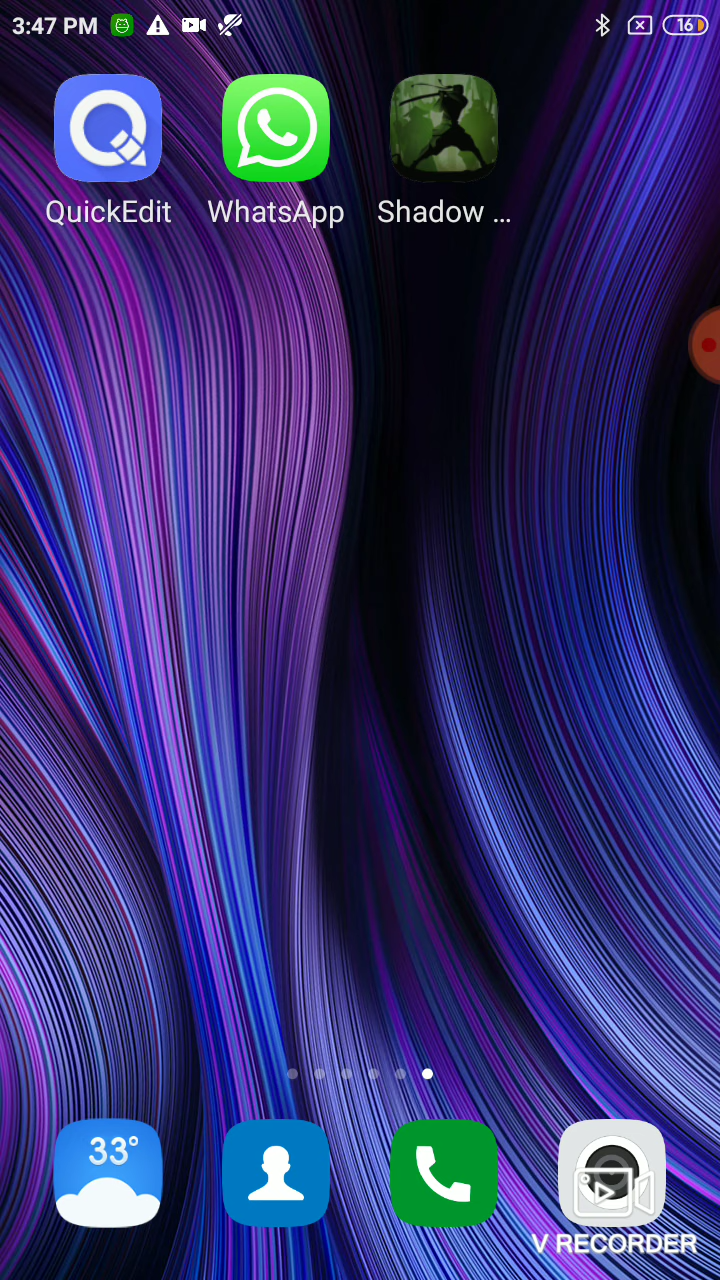 3:47 PM
16
QuickEdit
WhatsApp
Shadow ...
33°
V RECORDER